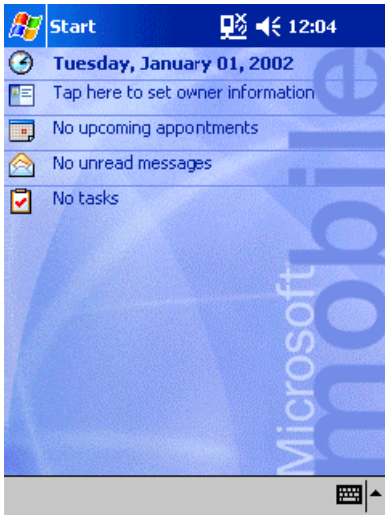 Start 12:04
Tuesday, January 01, 2002
Tap here to set owner information
No upcoming appontments
No unread messages
No tasks
Microsoft
mobile